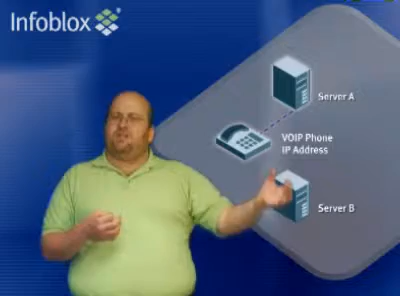 Infoblox
Server A
VOIP Phone
IP Address
Server B